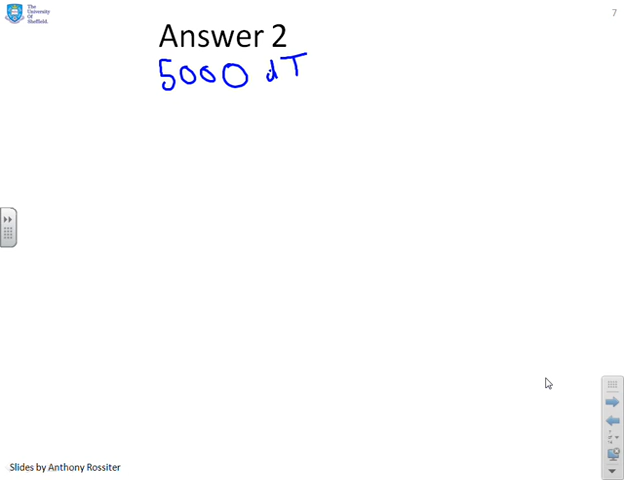 The
University
Of
Sheffield.
7
Answer 2
5000 dT
Slides by Anthony Rossiter